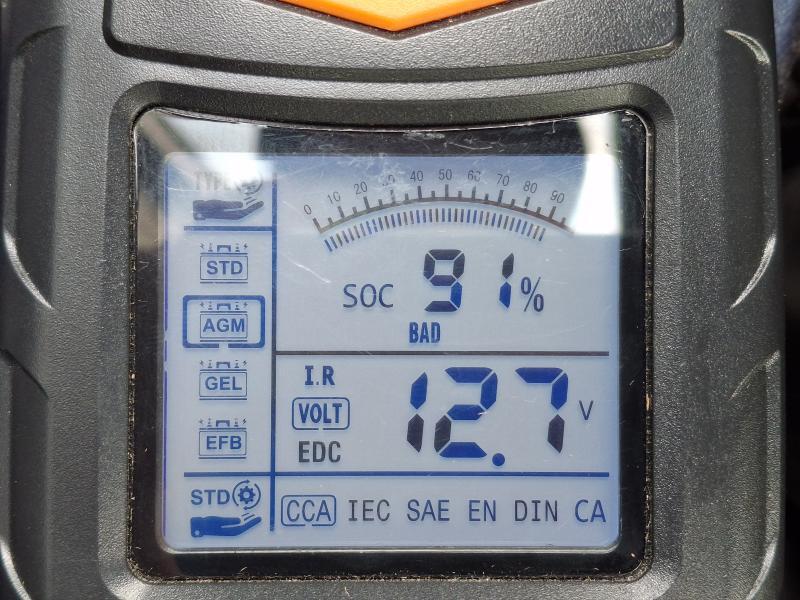 TYPE
0 10 20 30 40 50 60 70 80 90
STD
SOC 91%
BAD
AGM
I.R
GEL
VOLT 12.7 V
EFB
EDC
STD
CCA IEC SAE EN DIN CA